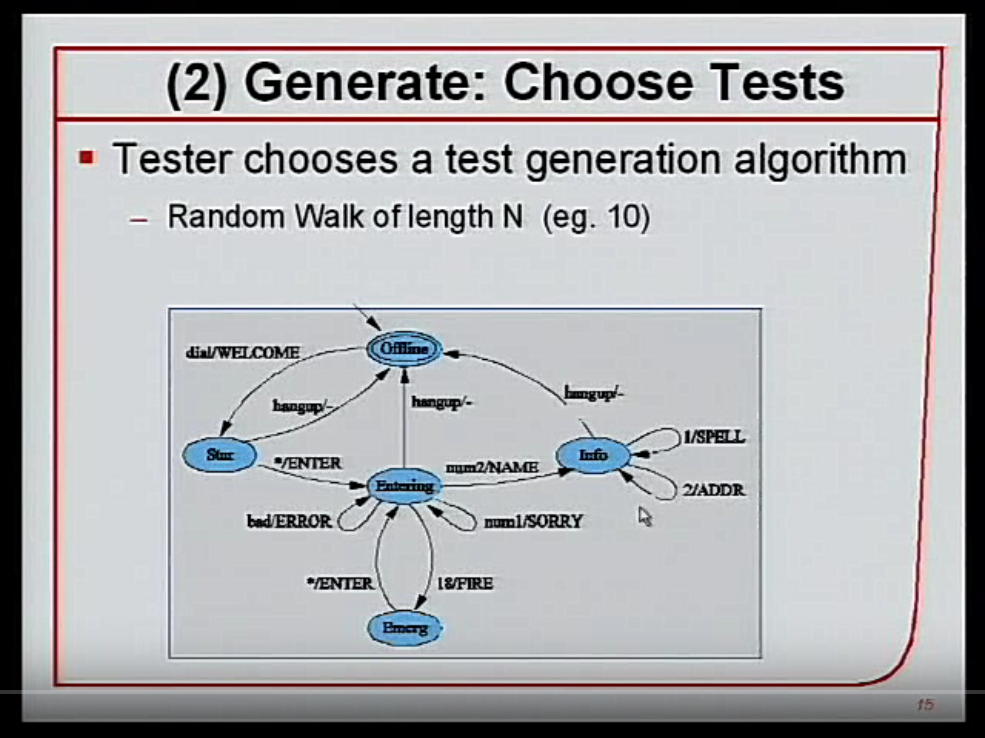 (2) Generate: Choose Tests
Tester chooses a test generation algorithm
– Random Walk of length N (eg. 10)
Offline
dial/WELCOME
hangup/-
hangup/-
hangup/-
Star
*/ENTER
num2/NAME
Info
1/SPELL
Entering
2/ADDR
bad/ERROR
num1/SORRY
*/ENTER
18/FIRE
Emerg
15